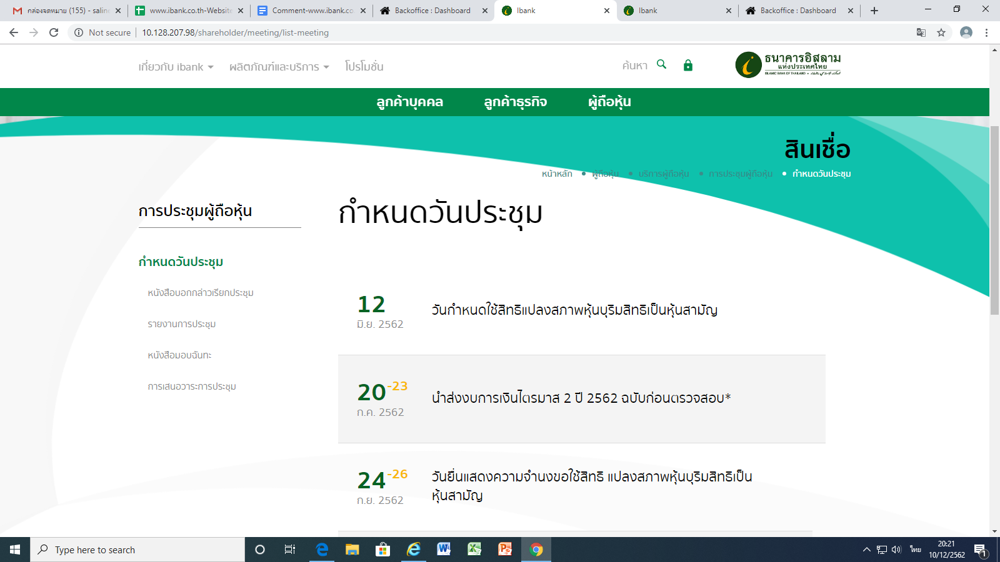 กล่องจดหมาย (155) - saline
www.ibank.co.th-Website
Comment-www.ibank.co.
Backoffice : Dashboard
Ibank
Ibank
Backoffice : Dashboard
Not secure
10.128.207.98/shareholder/meeting/list-meeting
เกี่ยวกับ ibank
ผลิตภัณฑ์และบริการ
โปรโมชั่น
ค้นหา
ธนาคารอิสลาม
แห่งประเทศไทย
ISLAMIC BANK OF THAILAND
ลูกค้าบุคคล
ลูกค้าธุรกิจ
ผู้ถือหุ้น
สินเชื่อ
หน้าหลัก
ผู้ถือหุ้น
บริการผู้ถือหุ้น
การประชุมผู้ถือหุ้น
กำหนดวันประชุม
การประชุมผู้ถือหุ้น
กำหนดวันประชุม
หนังสือบอกกล่าวเรียกประชุม
รายงานการประชุม
หนังสือมอบฉันทะ
การเสนอวาระการประชุม
กำหนดวันประชุม
12
มิ.ย. 2562
วันกำหนดใช้สิทธิแปลงสภาพหุ้นบุริมสิทธิเป็นหุ้นสามัญ
20-23
ก.ค. 2562
นำส่งงบการเงินไตรมาส 2 ปี 2562 ฉบับก่อนตรวจสอบ*
24-26
ก.ย. 2562
วันยื่นแสดงความจำนงขอใช้สิทธิ แปลงสภาพหุ้นบุริมสิทธิเป็น
หุ้นสามัญ
Type here to search
ไทย
20:21
10/12/2562
1